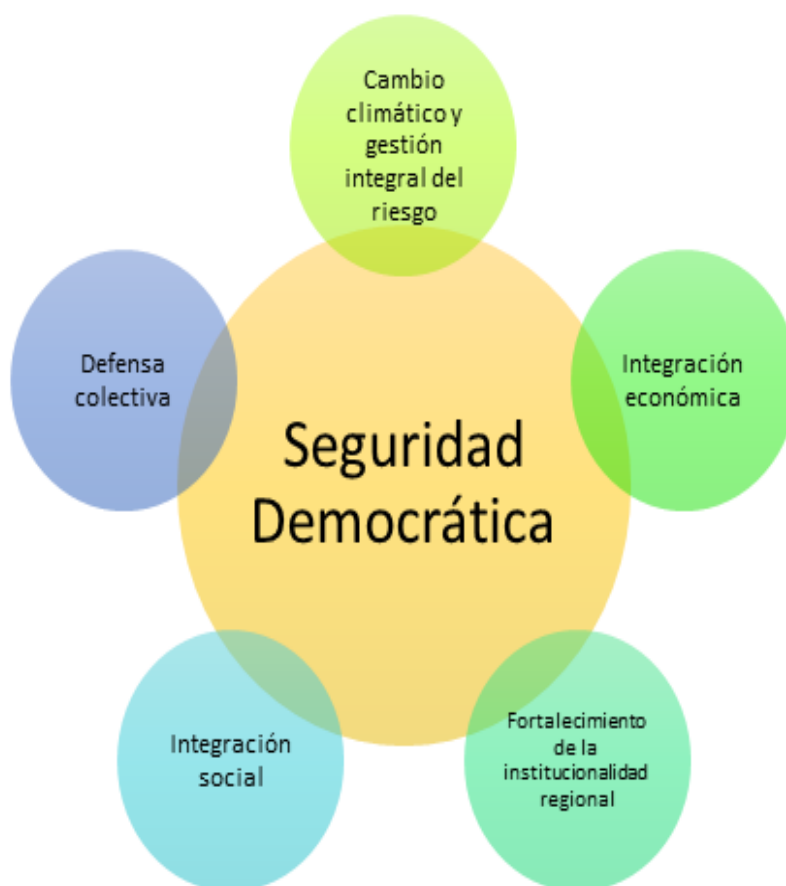 Cambio
climático y
gestión
integral del
riesgo
Defensa
colectiva
Integración
económica
Seguridad
Democrática
Integración
social
Fortalecimiento
de la
institucionalidad
regional